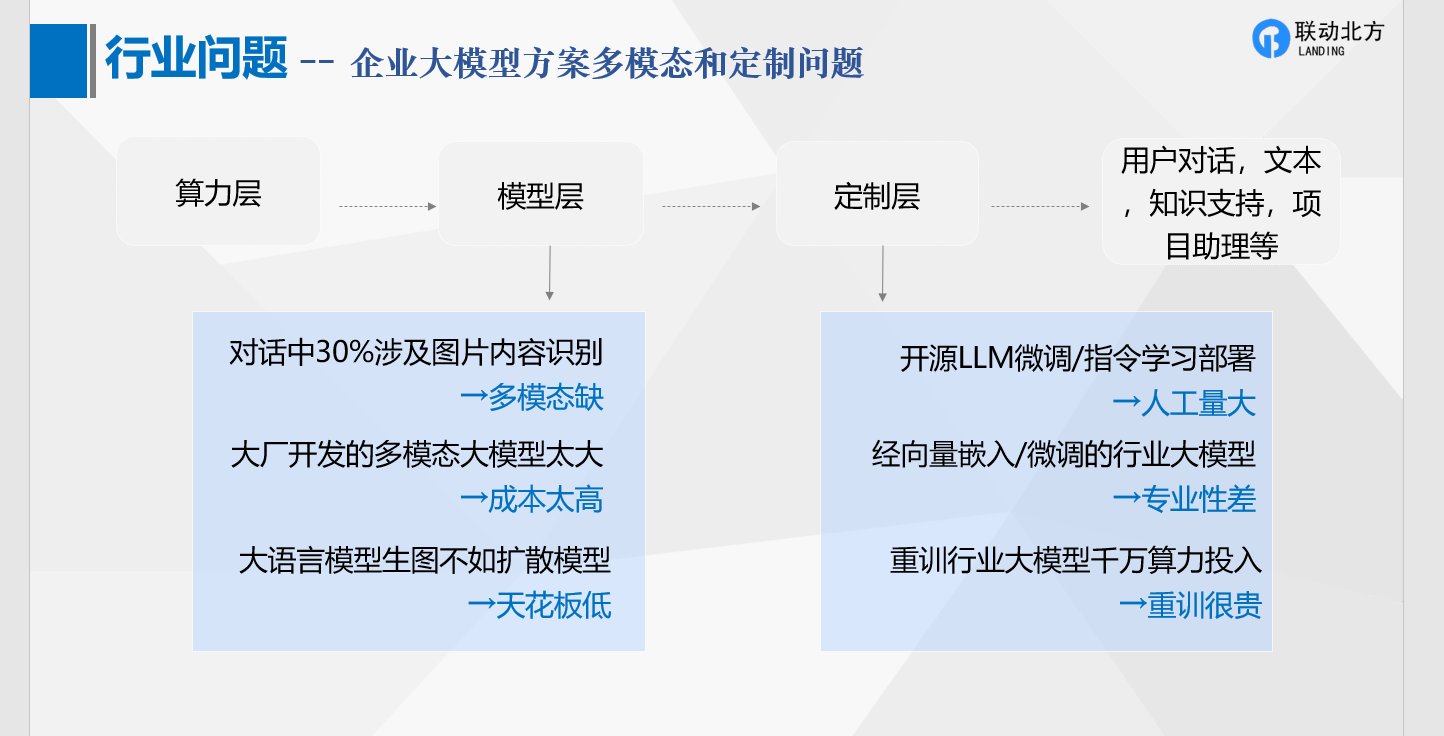 行业问题 -- 企业大模型方案多模态和定制问题
联动北方
LANDING
算力层
模型层
定制层
用户对话，文本
，知识支持，项
目助理等
对话中30%涉及图片内容识别
→多模态缺
大厂开发的多模态大模型太大
→成本太高
大语言模型生图不如扩散模型
→天花板低
开源LLM微调/指令学习部署
→人工量大
经向量嵌入/微调的行业大模型
→专业性差
重训行业大模型千万算力投入
→重训很贵